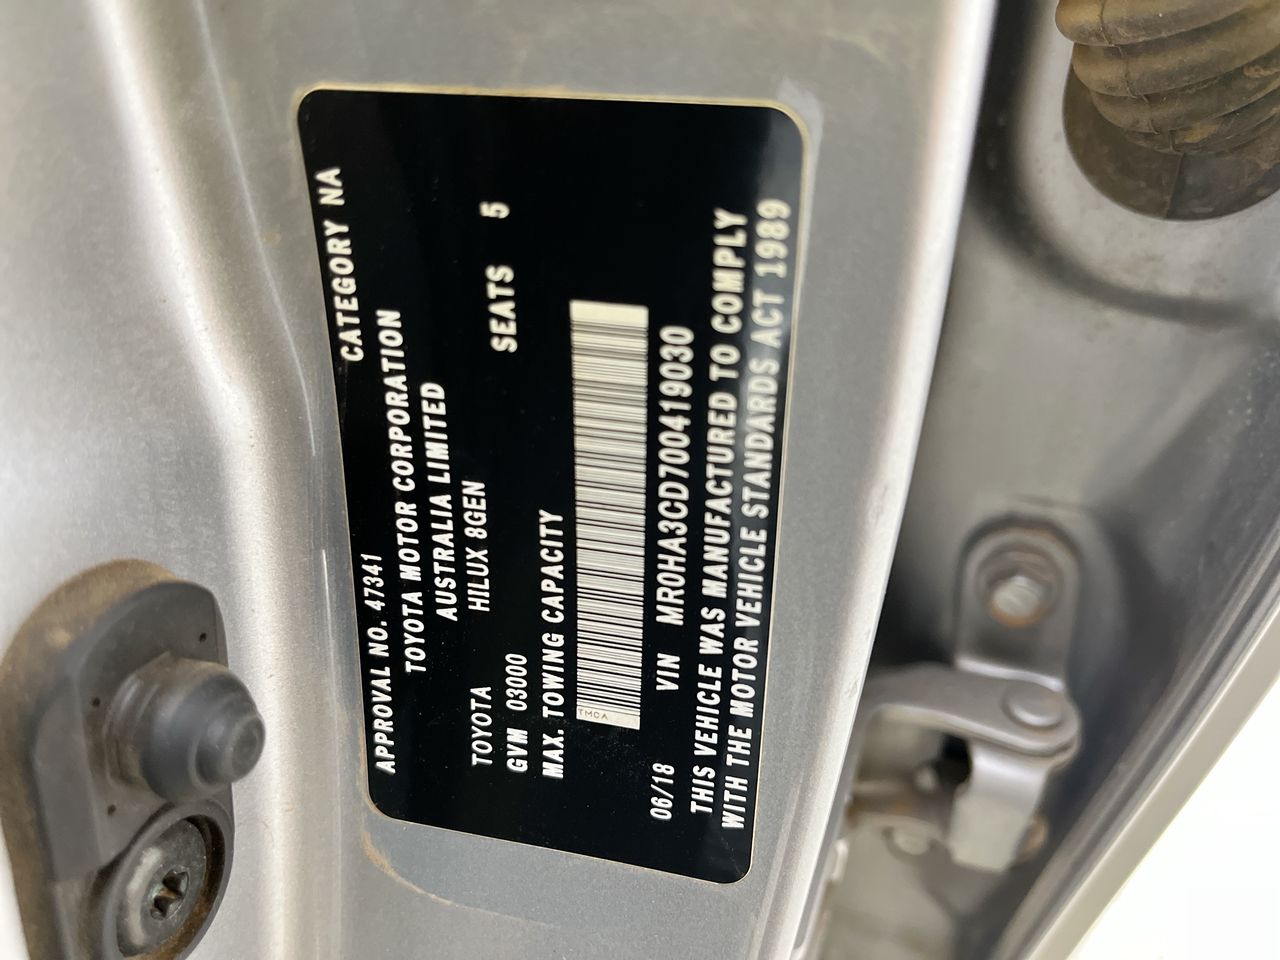 APPROVAL NO. 47341 CATEGORY NA
TOYOTA MOTOR CORPORATION
AUSTRALIA LIMITED
TOYOTA HILUX 8GEN
GVM 03000 SEATS 5
MAX. TOWING CAPACITY
TMCA
06/18 VIN MR0HA3CD700419030
THIS VEHICLE WAS MANUFACTURED TO COMPLY
WITH THE MOTOR VEHICLE STANDARDS ACT 1989